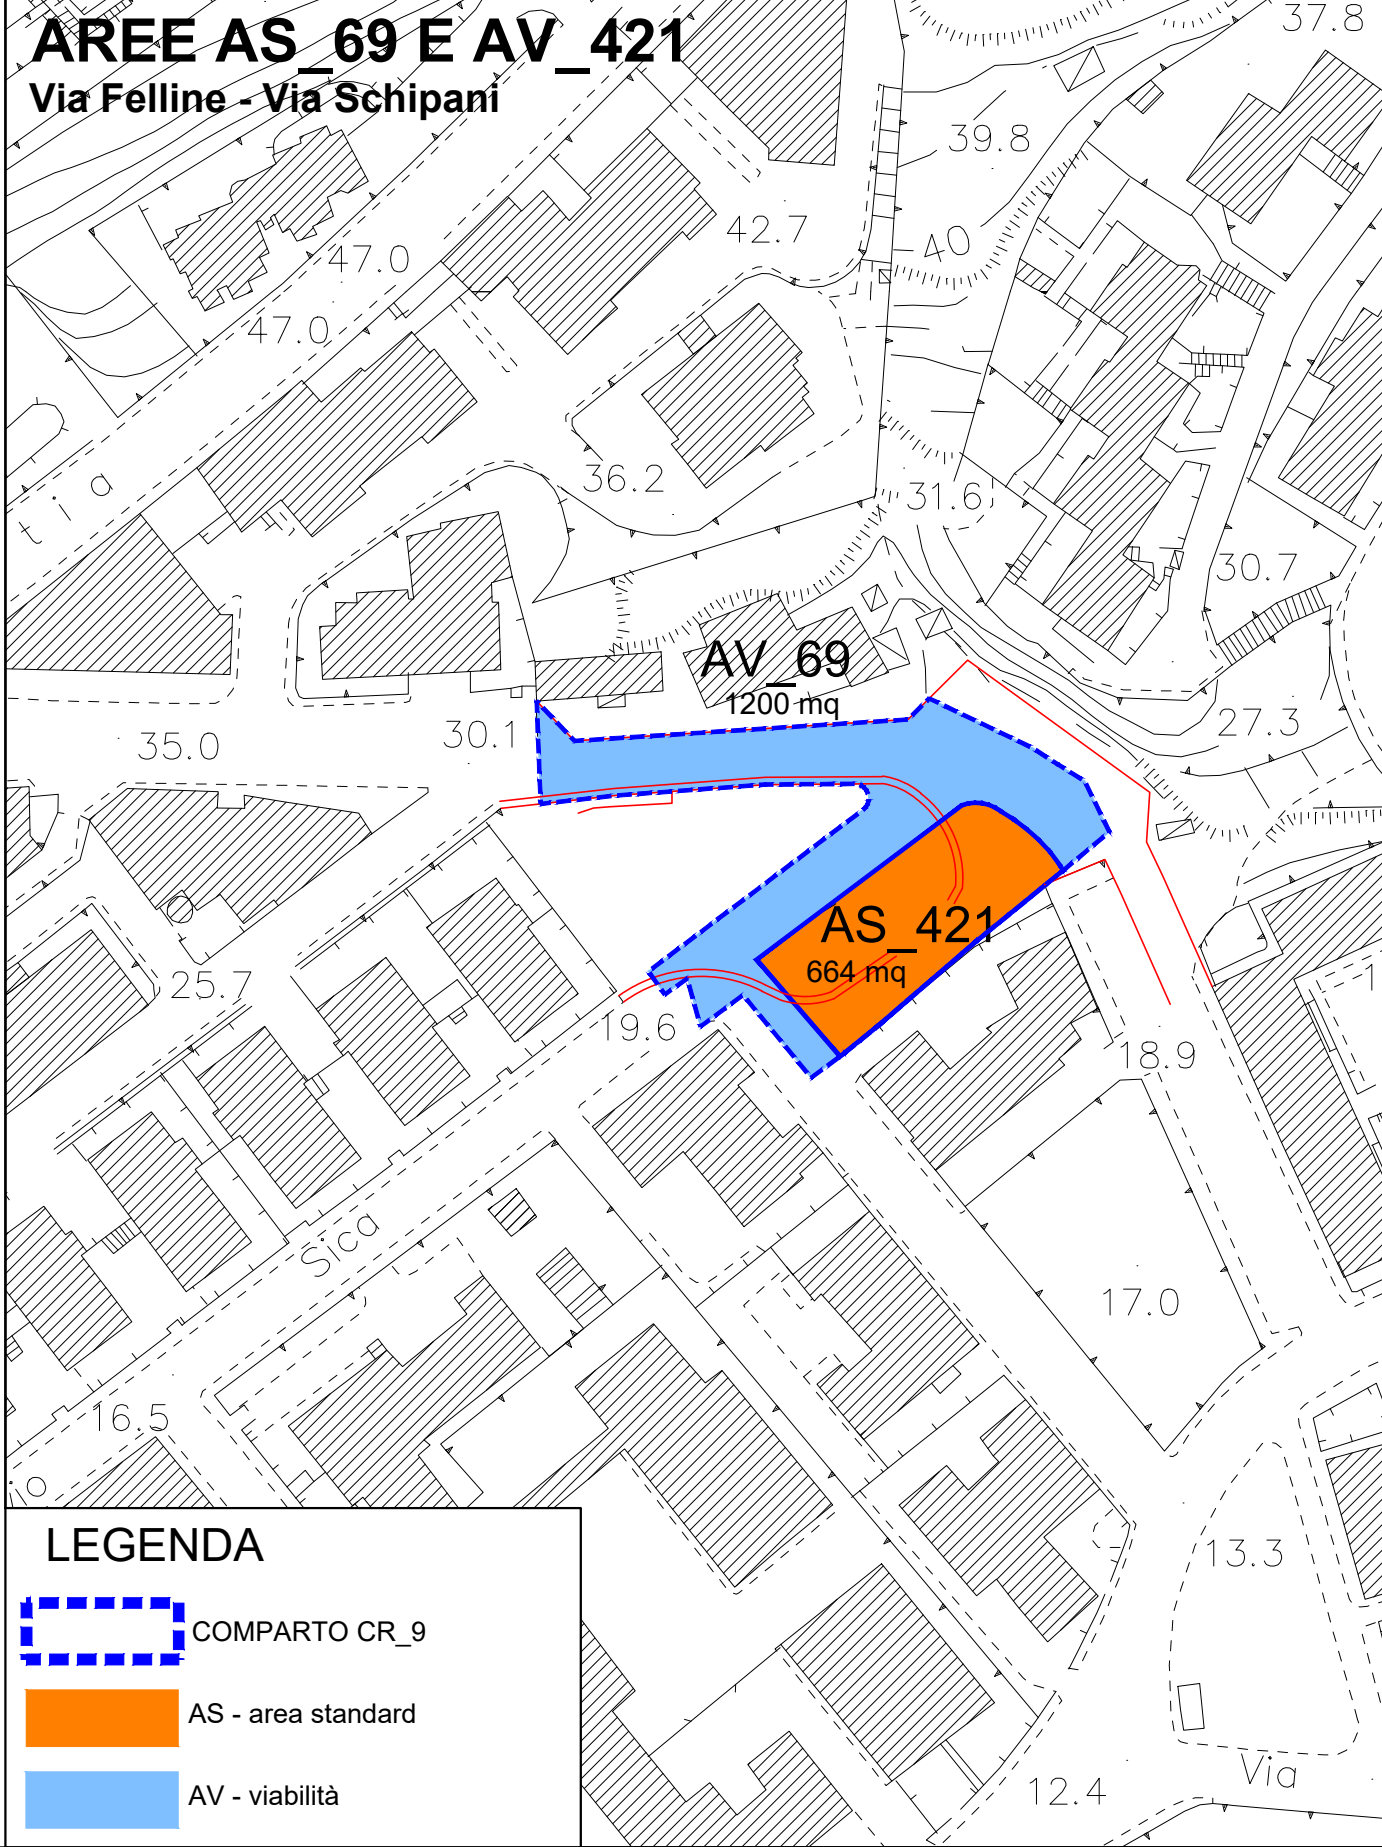 AREE AS_69 E AV_421
Via Felline - Via Schipani
37.8
39.8
42.7
40
47.0
47.0
36.2
31.6
tia
30.7
AV_69
1200 mq
30.1
35.0
27.3
AS_421
664 mq
25.7
19.6
18.9
1
Sica
17.0
16.5
io
13.3
Via
12.4
LEGENDA
COMPARTO CR_9
AS - area standard
AV - viabilità